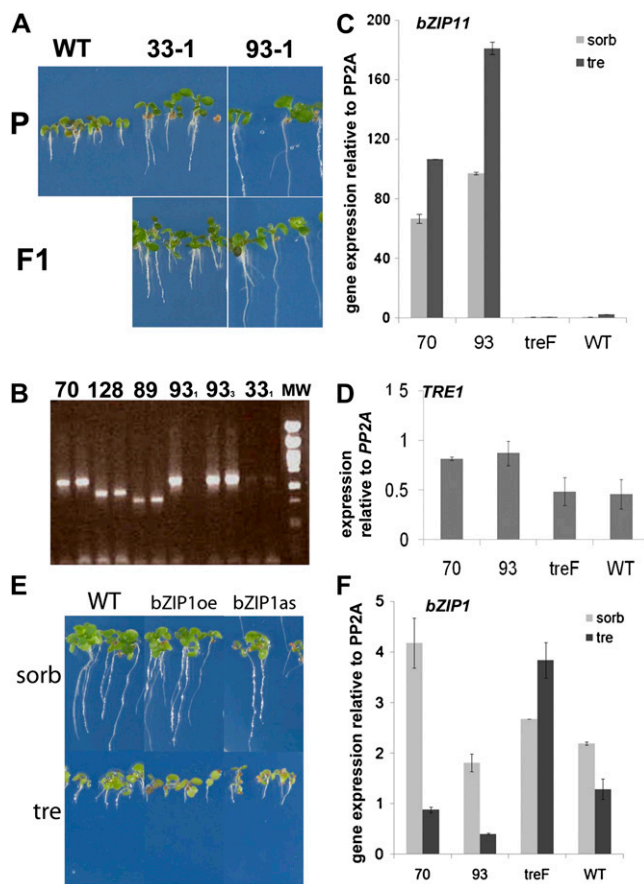 A
WT 33-1 93-1
P
F1
B
70 128 89 93₁ 93₃ 33₁ MW
C
bZIP11
sorb
tre
gene expression relative to PP2A
200
160
120
80
60
40
0
70 93 treF WT
D
TRE1
expression
relative to PP2A
1 5
1
0.5
0
70 93 treF WT
E
WT bZIP1oe bZIP1as
sorb
tre
F
bZIP1
sorb
tre
gene expression relative to PP2A
5
4
3
2
1
0
70 93 treF WT